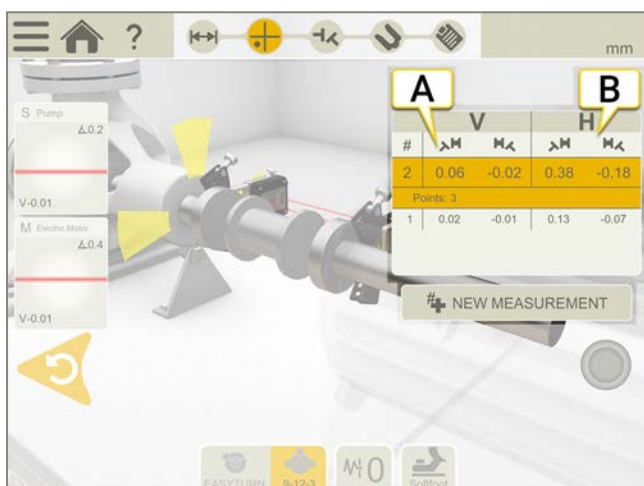 ?
mm
A
B
V H
#
2 0.06 -0.02 0.38 -0.18
Points: 3
1 0.02 -0.01 0.13 -0.07
NEW MEASUREMENT
S Pump
∡0.2
V-0.01
M Electric Motor
∡0.4
V-0.01
0
EASYTURN
9-12-3
Softfoot